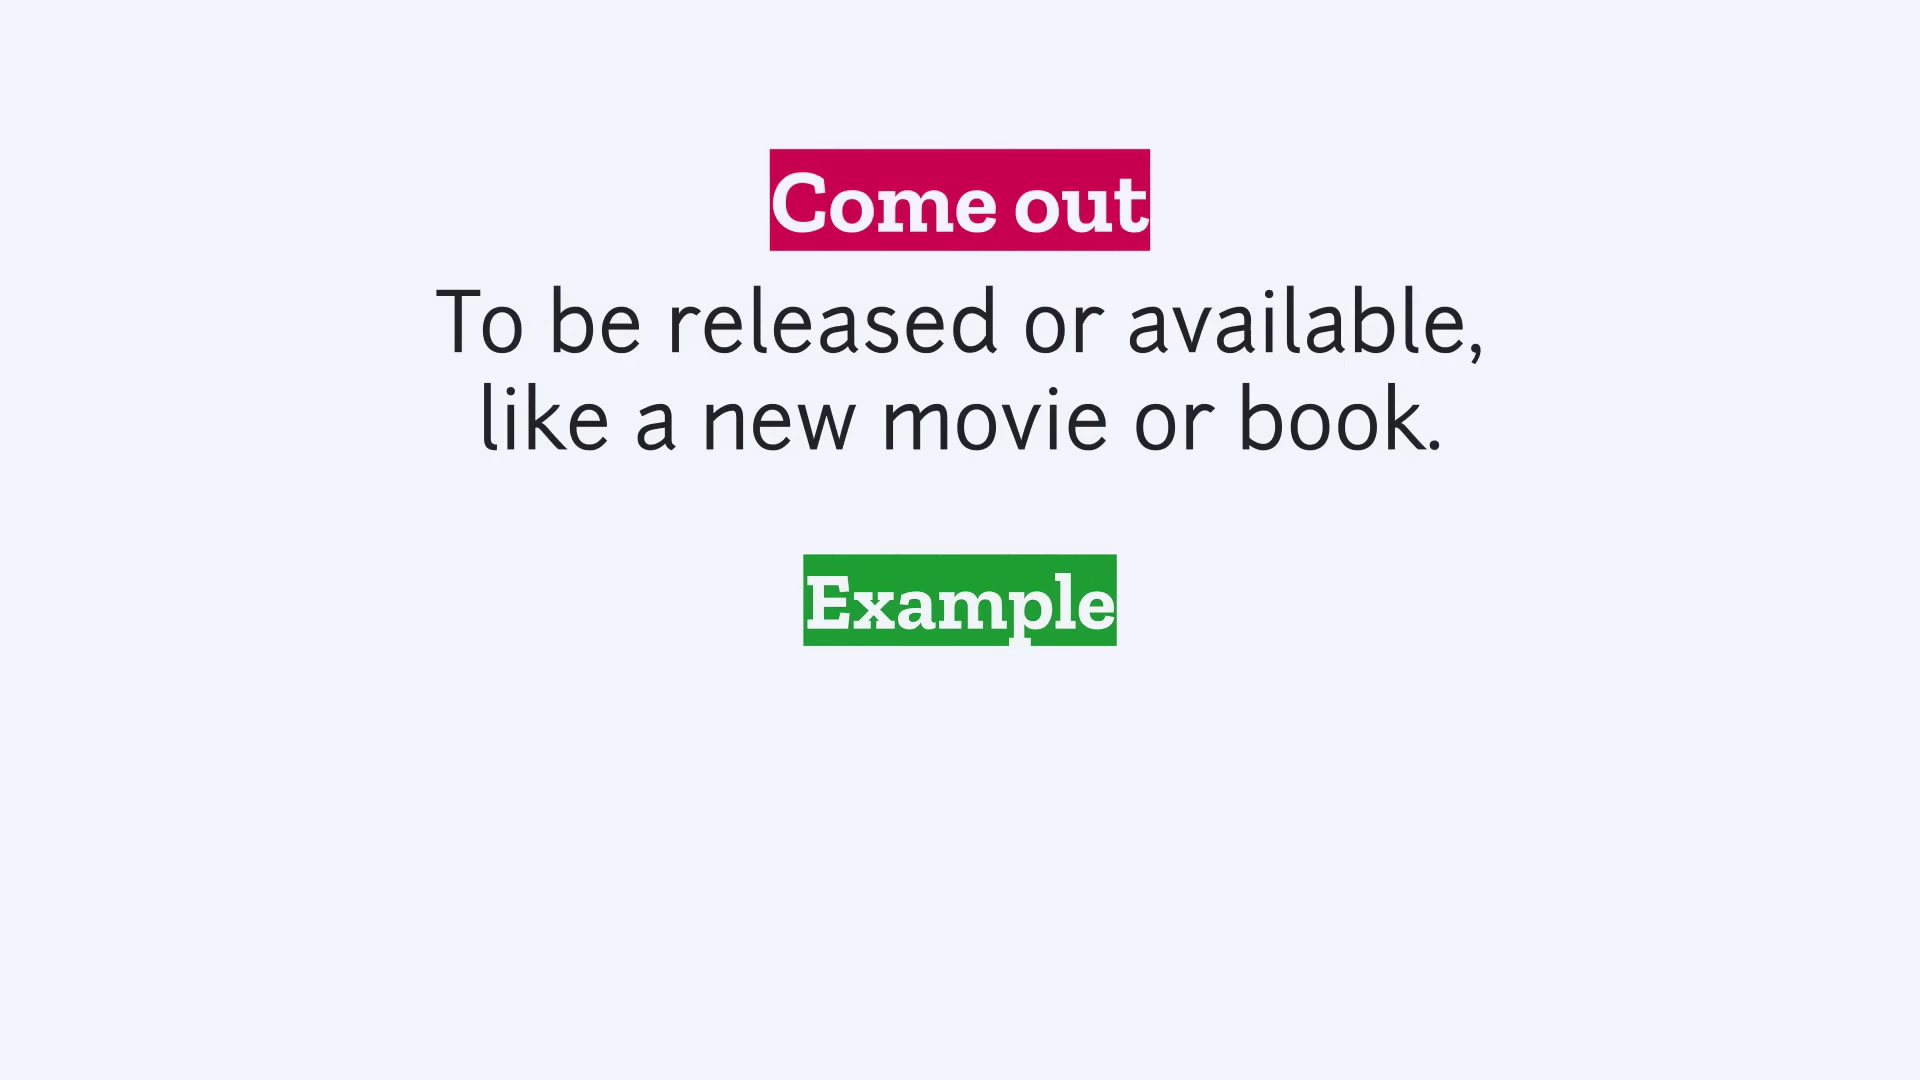 Come out
To be released or available,
like a new movie or book.
Example